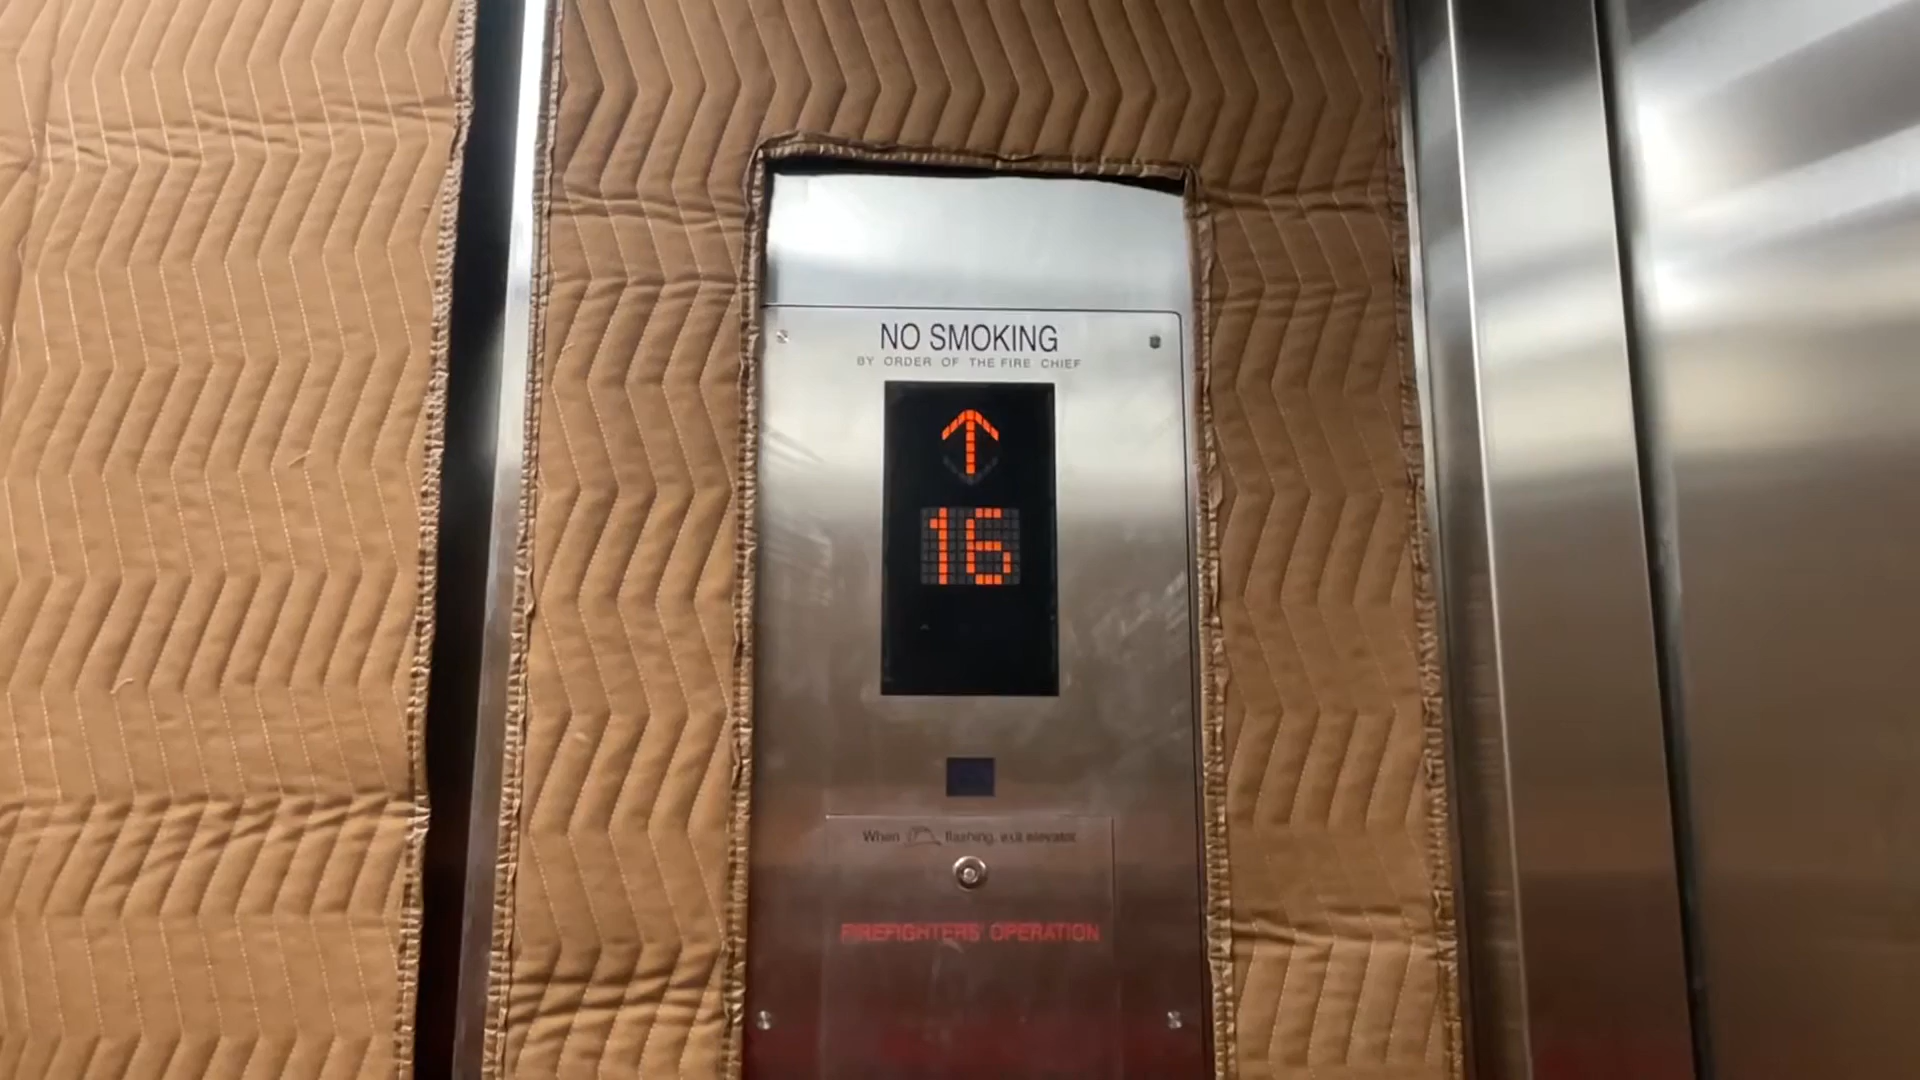 NO SMOKING
BY ORDER OF THE FIRE CHIEF
16
When flashing, exit elevator
FIREFIGHTERS' OPERATION